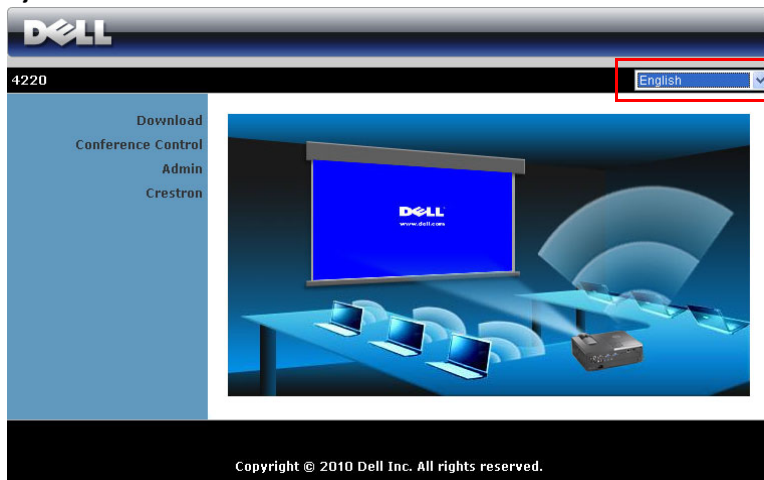 DELL
4220
English
Download
Conference Control
Admin
Crestron
DELL
www.dell.com
Copyright © 2010 Dell Inc. All rights reserved.